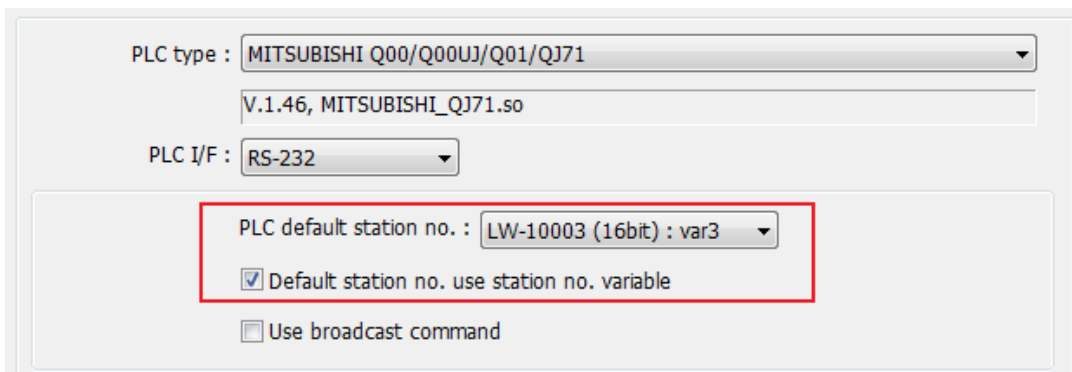 PLC type : MITSUBISHI Q00/Q00UJ/Q01/QJ71
V.1.46, MITSUBISHI_QJ71.so
PLC I/F : RS-232
PLC default station no. : LW-10003 (16bit) : var3
Default station no. use station no. variable
Use broadcast command